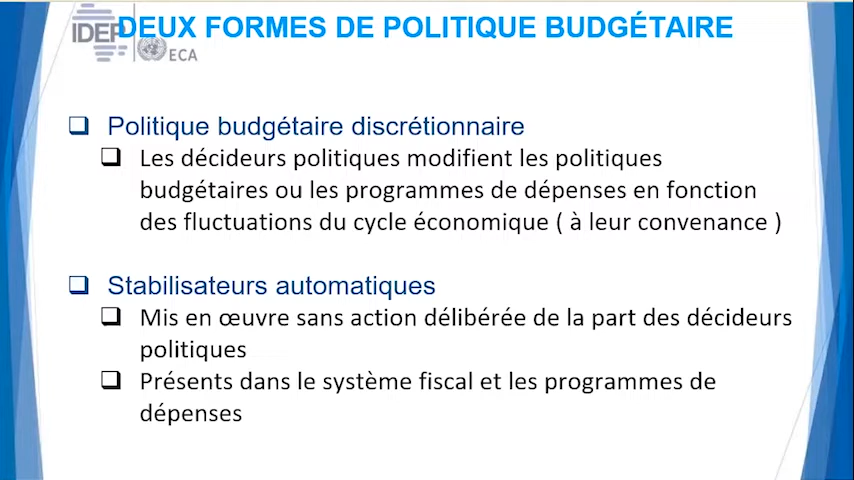 DEUX FORMES DE POLITIQUE BUDGÉTAIRE
IDEP
ECA
❑ Politique budgétaire discrétionnaire
❑ Les décideurs politiques modifient les politiques
budgétaires ou les programmes de dépenses en fonction
des fluctuations du cycle économique ( à leur convenance )
❑ Stabilisateurs automatiques
❑ Mis en œuvre sans action délibérée de la part des décideurs
politiques
❑ Présents dans le système fiscal et les programmes de
dépenses